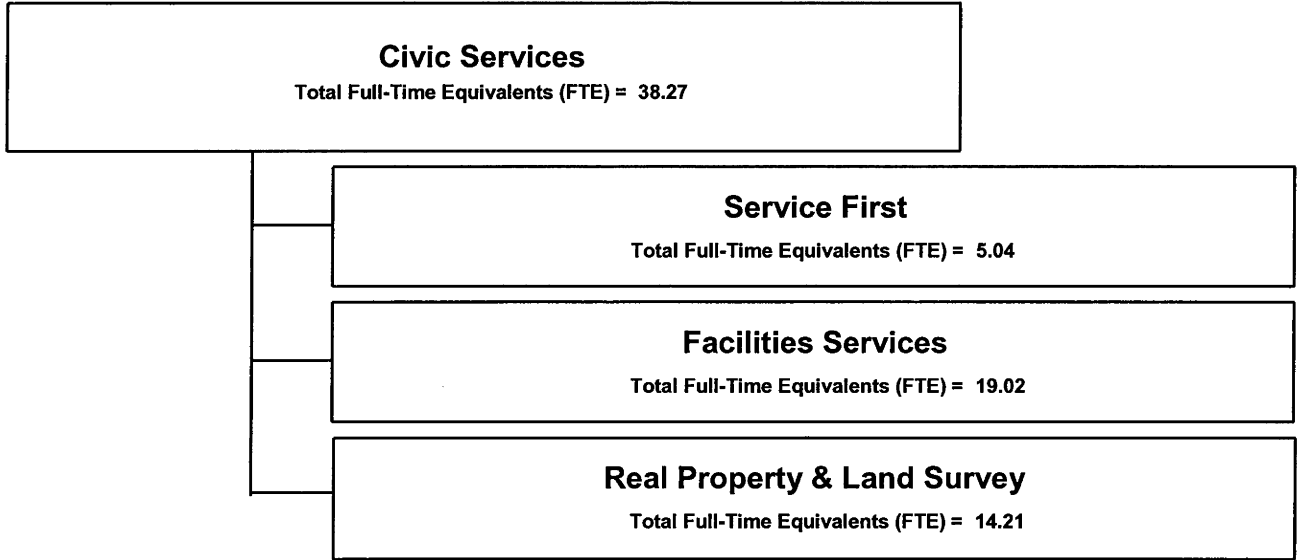 Civic Services
Total Full-Time Equivalents (FTE) = 38.27
Service First
Total Full-Time Equivalents (FTE) = 5.04
Facilities Services
Total Full-Time Equivalents (FTE) = 19.02
Real Property & Land Survey
Total Full-Time Equivalents (FTE) = 14.21